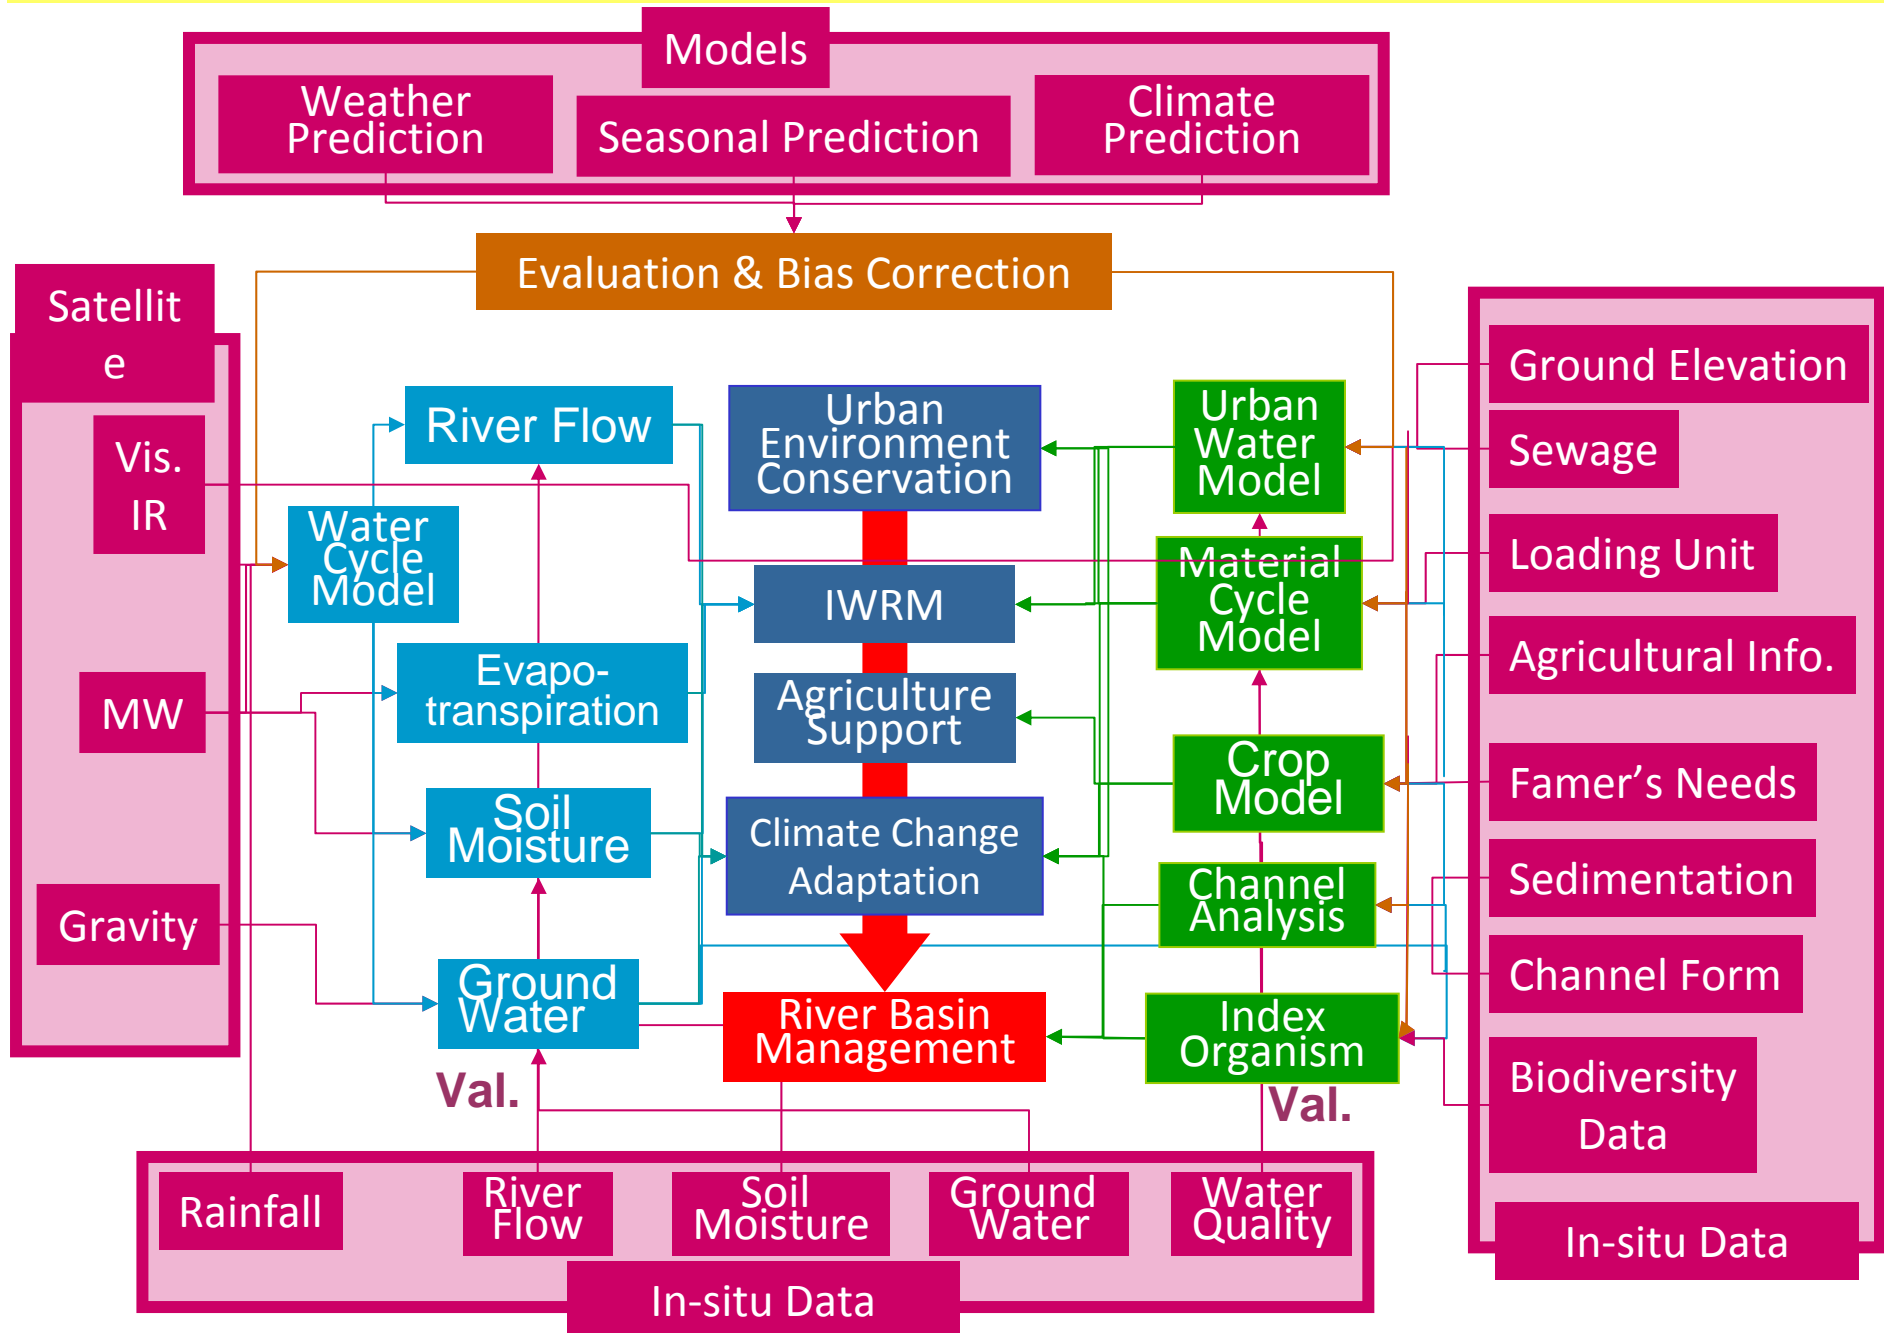 Models
Weather
Prediction
Seasonal Prediction
Climate
Prediction
Evaluation & Bias Correction
Satellit
e
Vis.
IR
MW
Gravity
River Flow
Water
Cycle
Model
Evapo-
transpiration
Soil
Moisture
Ground
Water
Val.
Urban
Environment
Conservation
IWRM
Agriculture
Support
Climate Change
Adaptation
River Basin
Management
Urban
Water
Model
Material
Cycle
Model
Crop
Model
Channel
Analysis
Index
Organism
Val.
Ground Elevation
Sewage
Loading Unit
Agricultural Info.
Famer’s Needs
Sedimentation
Channel Form
Biodiversity
Data
In-situ Data
Rainfall
River
Flow
Soil
Moisture
Ground
Water
Water
Quality
In-situ Data